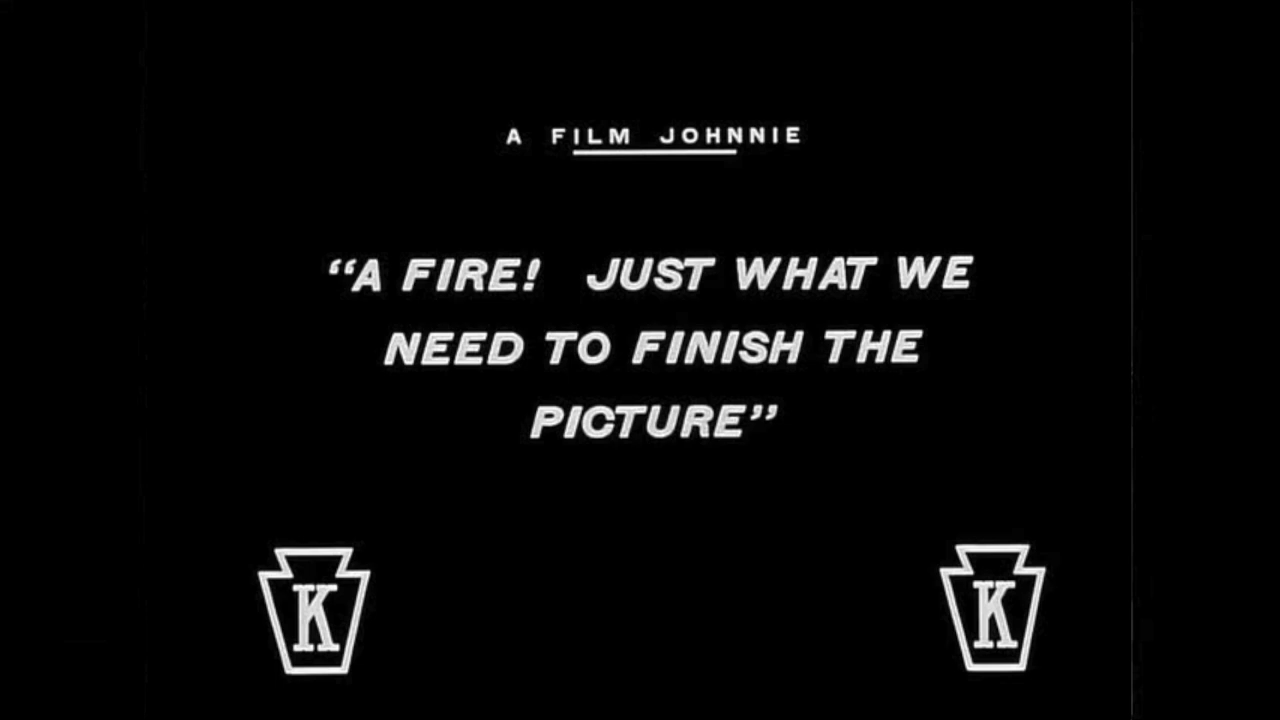 A FILM JOHNNIE
“A FIRE! JUST WHAT WE
NEED TO FINISH THE
PICTURE”
K K